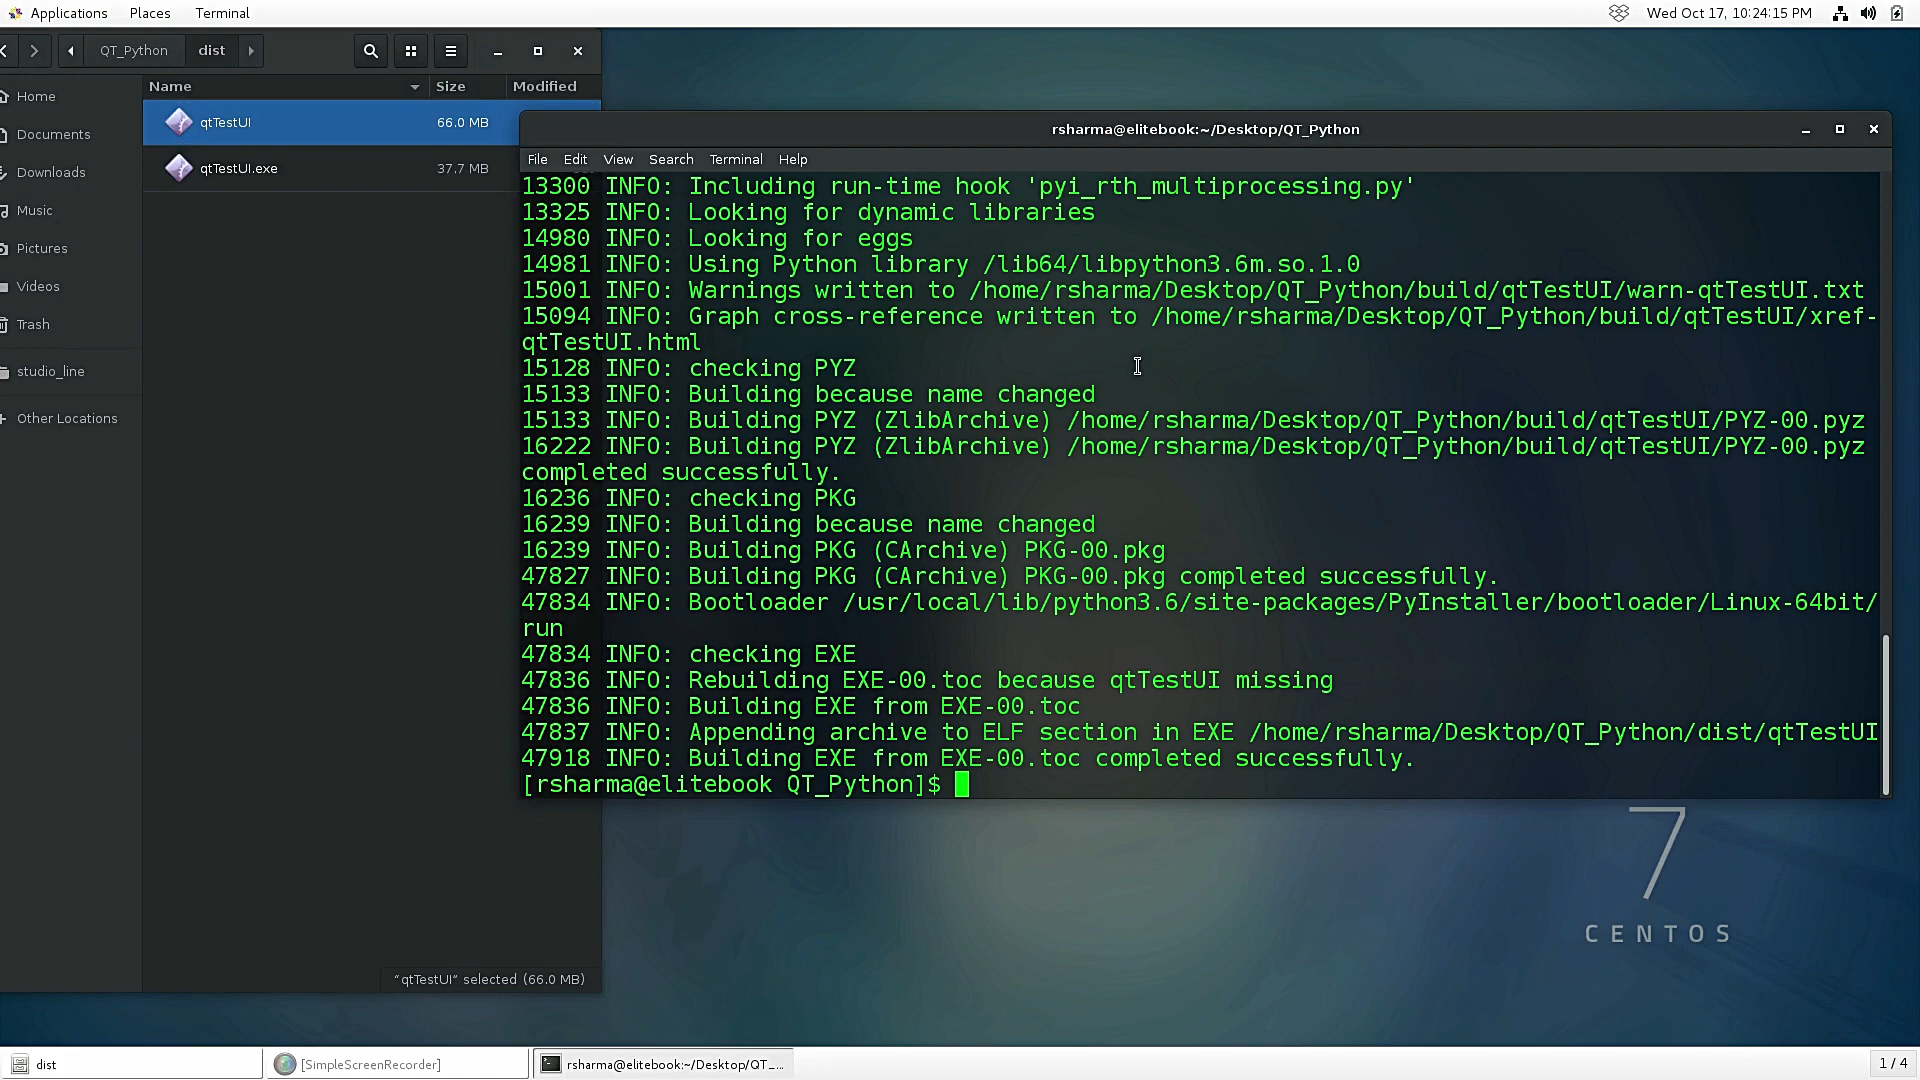 Applications Places Terminal Wed Oct 17, 10:24:15 PM
QT_Python dist
Name Size Modified
Home
Documents
Downloads
Music
Pictures
Videos
Trash
studio_line
Other Locations
qtTestUI 66.0 MB
qtTestUI.exe 37.7 MB
"qtTestUI" selected (66.0 MB)
rsharma@elitebook:~/Desktop/QT_Python
File Edit View Search Terminal Help
13300 INFO: Including run-time hook 'pyi_rth_multiprocessing.py'
13325 INFO: Looking for dynamic libraries
14980 INFO: Looking for eggs
14981 INFO: Using Python library /lib64/libpython3.6m.so.1.0
15001 INFO: Warnings written to /home/rsharma/Desktop/QT_Python/build/qtTestUI/warn-qtTestUI.txt
15094 INFO: Graph cross-reference written to /home/rsharma/Desktop/QT_Python/build/qtTestUI/xref-
qtTestUI.html
15128 INFO: checking PYZ
15133 INFO: Building because name changed
15133 INFO: Building PYZ (ZlibArchive) /home/rsharma/Desktop/QT_Python/build/qtTestUI/PYZ-00.pyz
16222 INFO: Building PYZ (ZlibArchive) /home/rsharma/Desktop/QT_Python/build/qtTestUI/PYZ-00.pyz
completed successfully.
16236 INFO: checking PKG
16239 INFO: Building because name changed
16239 INFO: Building PKG (CArchive) PKG-00.pkg
47827 INFO: Building PKG (CArchive) PKG-00.pkg completed successfully.
47834 INFO: Bootloader /usr/local/lib/python3.6/site-packages/PyInstaller/bootloader/Linux-64bit/
run
47834 INFO: checking EXE
47836 INFO: Rebuilding EXE-00.toc because qtTestUI missing
47836 INFO: Building EXE from EXE-00.toc
47837 INFO: Appending archive to ELF section in EXE /home/rsharma/Desktop/QT_Python/dist/qtTestUI
47918 INFO: Building EXE from EXE-00.toc completed successfully.
[rsharma@elitebook QT_Python]$
7
CENTOS
dist [SimpleScreenRecorder] rsharma@elitebook:~/Desktop/QT_... 1 / 4